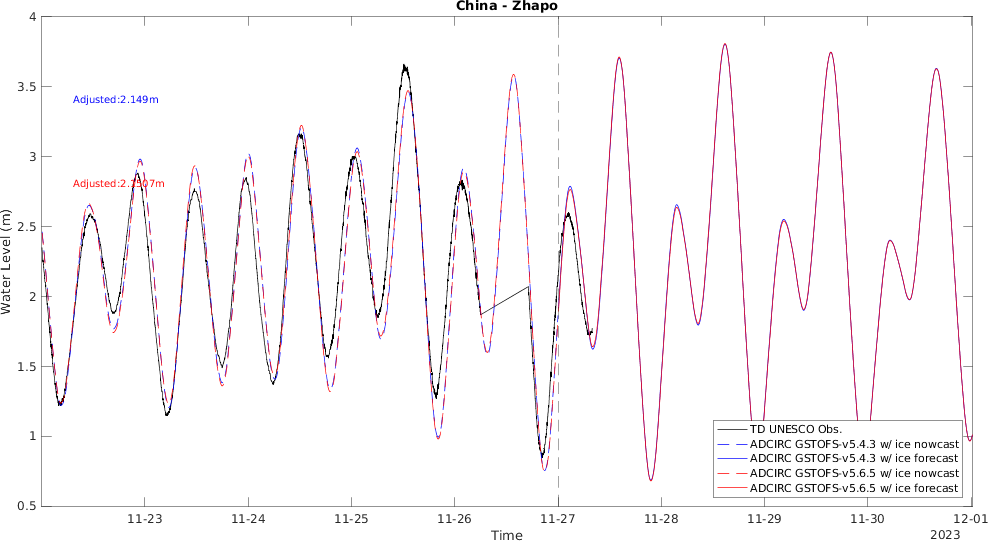 China - Zhapo
4
3.5
3
2.5
2
1.5
1
0.5
Water Level (m)
Adjusted:2.149m
Adjusted:2.1507m
TD UNESCO Obs.
ADCIRC GSTOFS-v5.4.3 w/ ice nowcast
ADCIRC GSTOFS-v5.4.3 w/ ice forecast
ADCIRC GSTOFS-v5.6.5 w/ ice nowcast
ADCIRC GSTOFS-v5.6.5 w/ ice forecast
11-23 11-24 11-25 11-26 11-27 11-28 11-29 11-30 12-01
Time
2023